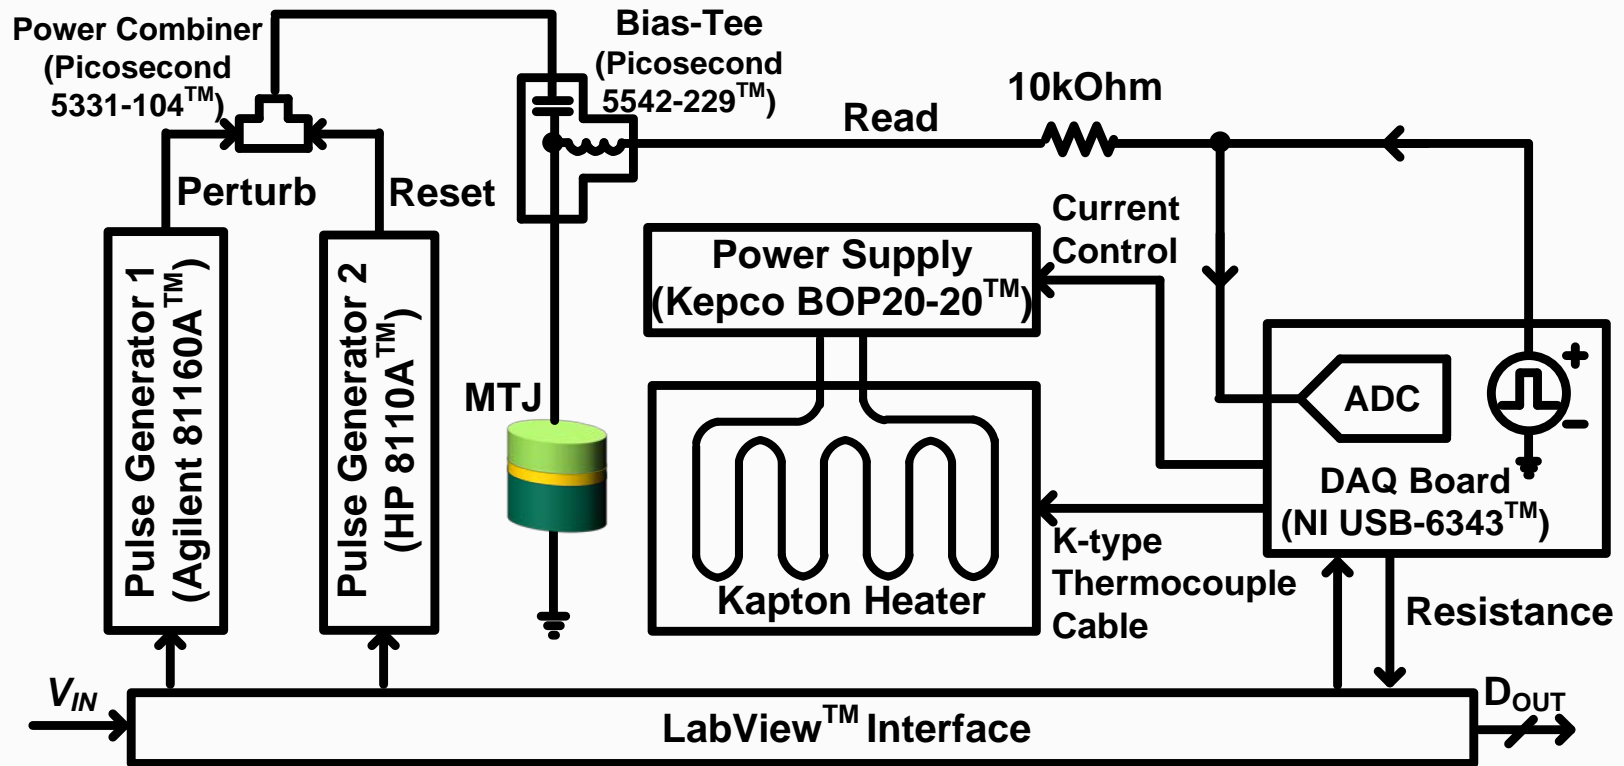 Power Combiner
(Picosecond
5331-104™)
Bias-Tee
(Picosecond
5542-229™)
10kOhm
Read
Perturb
Reset
Current
Control
Pulse Generator 1
(Agilent 81160A™)
Pulse Generator 2
(HP 8110A™)
Power Supply
(Kepco BOP20-20™)
MTJ
ADC
+
−
DAQ Board
(NI USB-6343™)
K-type
Thermocouple
Cable
Kapton Heater
Resistance
V_IN
D_OUT
LabView™ Interface